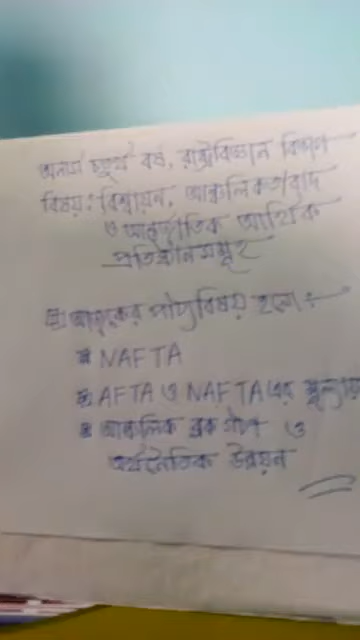 অনার্স চতুর্থ বর্ষ, রাষ্ট্রবিজ্ঞান বিভাগ
বিষয়: বিশ্বায়ন, আঞ্চলিকতাবাদ
ও আন্তর্জাতিক আর্থিক
প্রতিষ্ঠানসমূহ
আজকের পাঠ্যবিষয় হলো:-
NAFTA
AFTA ও NAFTA এর মূল্যায়ন
আঞ্চলিক ব্লক গঠন ও
অর্থনৈতিক উন্নয়ন